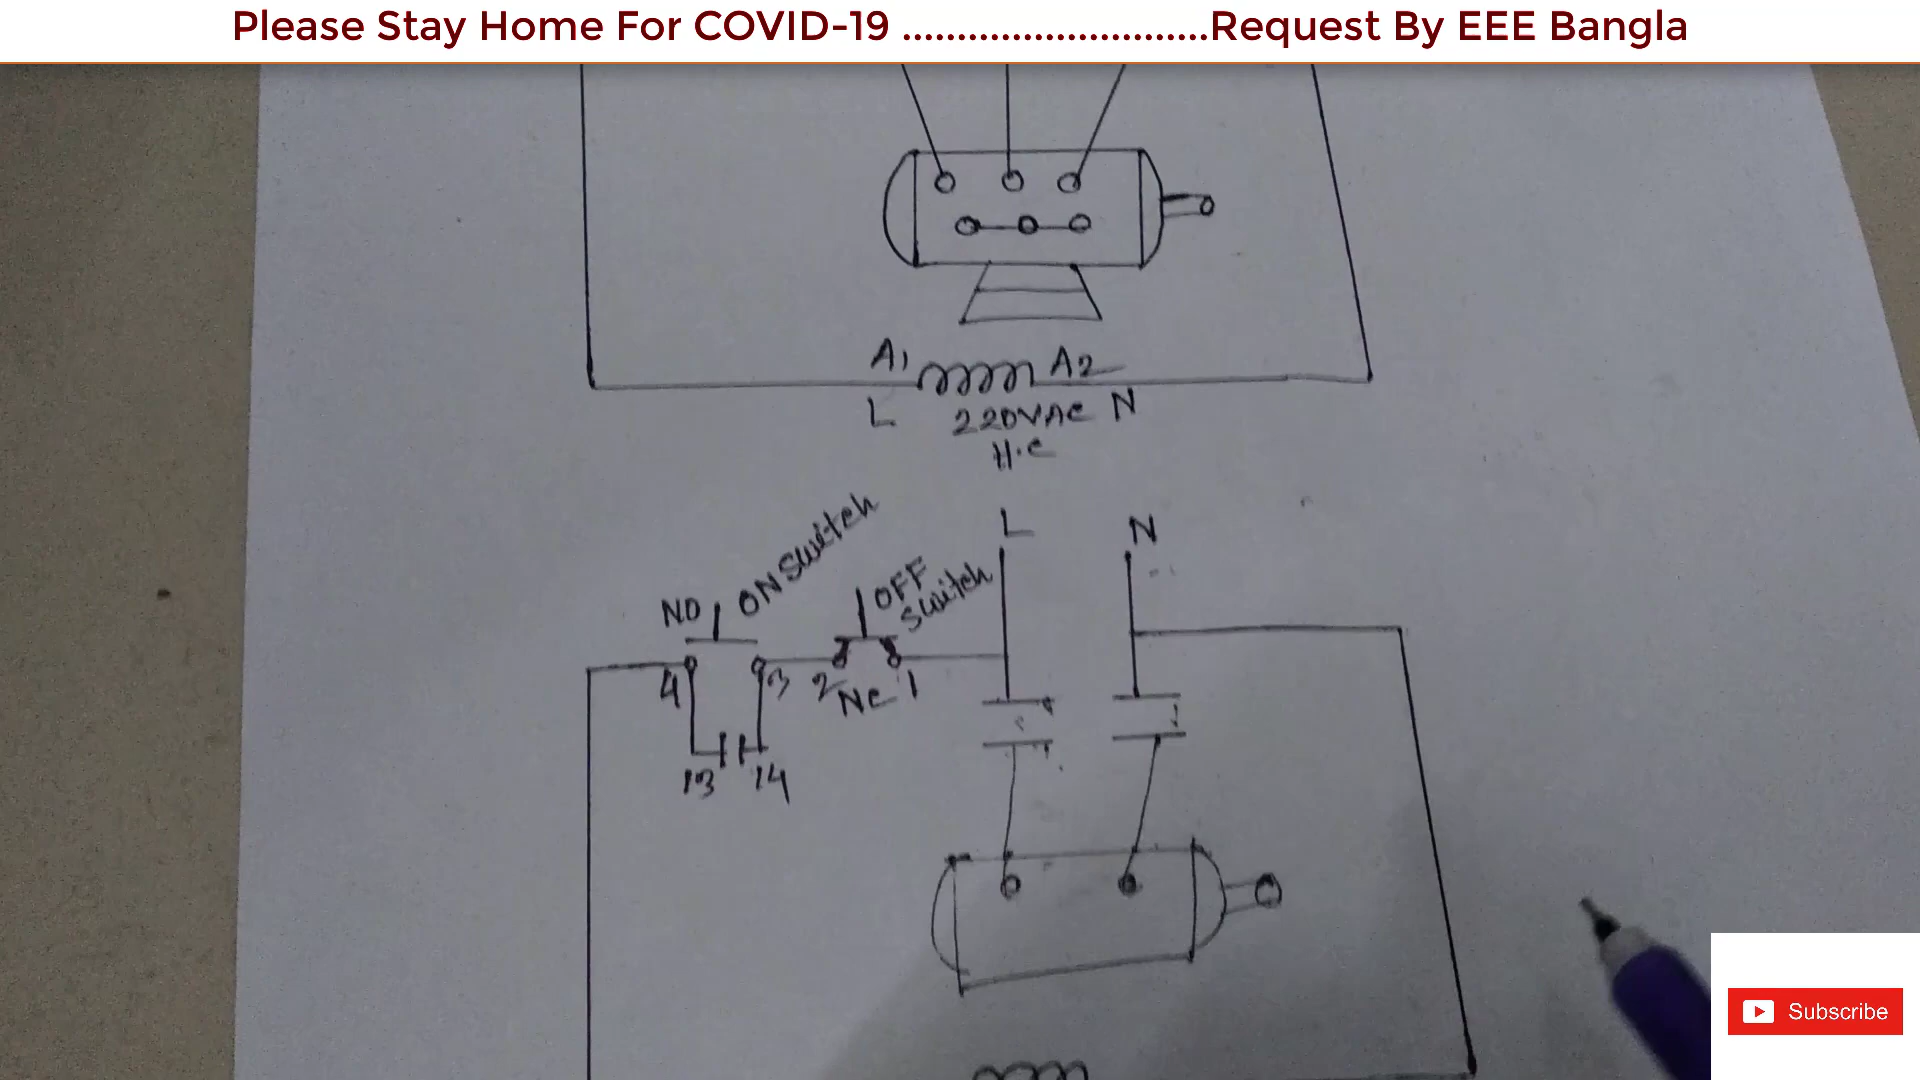 Please Stay Home For COVID-19 ............................Request By EEE Bangla
A1 A2
L 220VAC N
H.C
L N
NO ON Switch OFF
Switch
4 3 2 NC 1
13 14
Subscribe